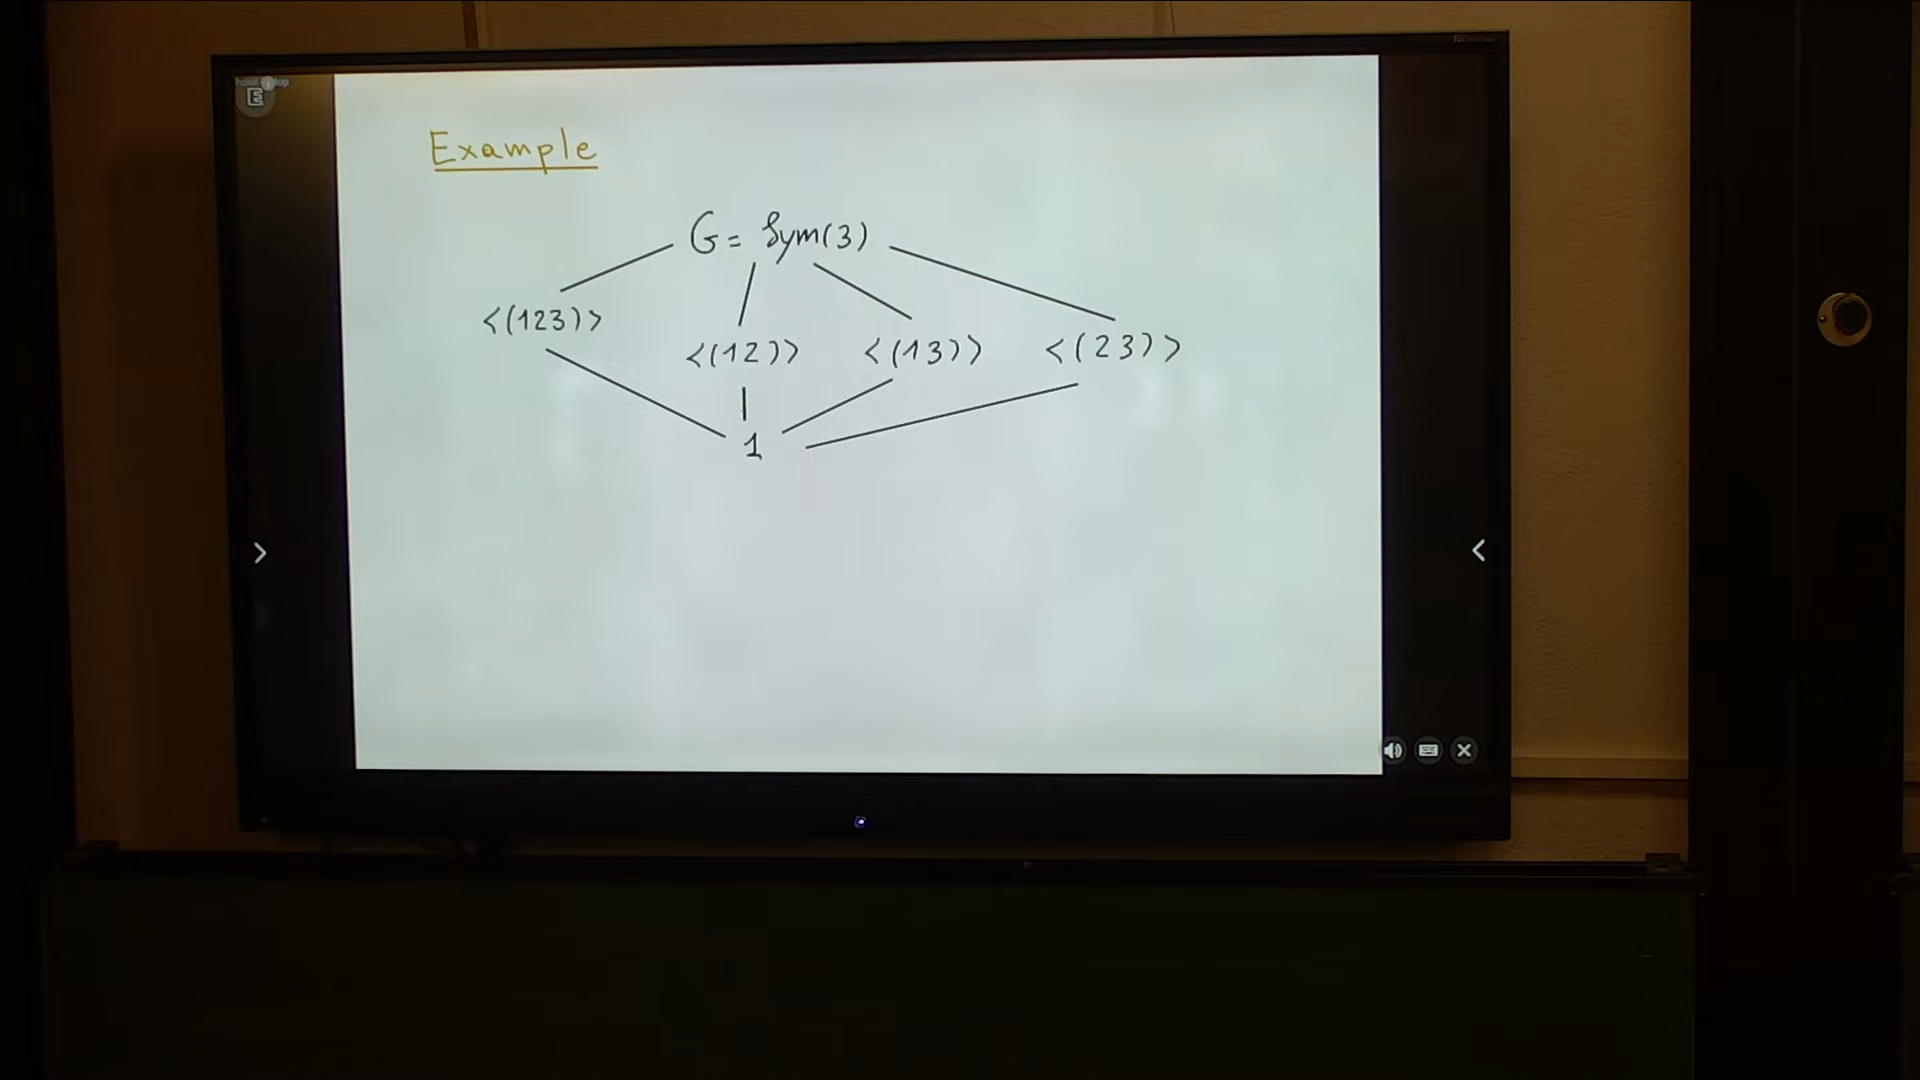 Example
G = Sym(3)
<(123)>
<(12)> <(13)> <(23)>
1